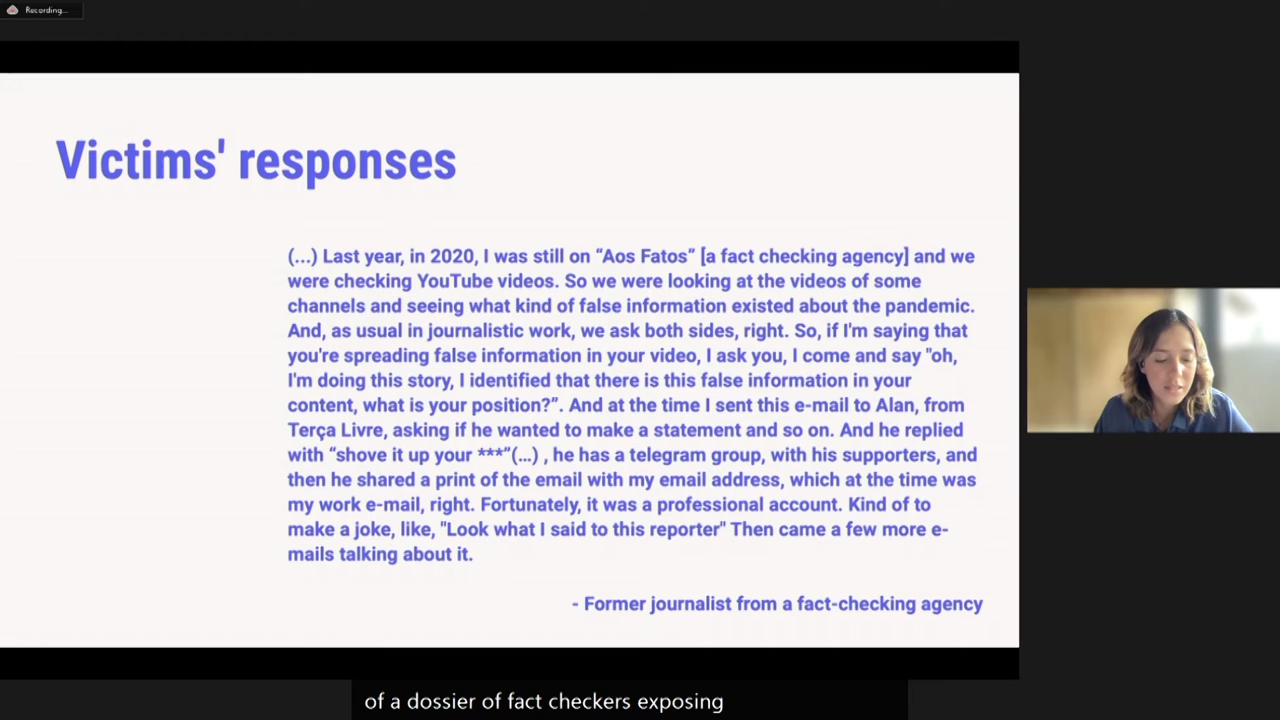 Recording...
Victims' responses
(...) Last year, in 2020, I was still on “Aos Fatos” [a fact checking agency] and we
were checking YouTube videos. So we were looking at the videos of some
channels and seeing what kind of false information existed about the pandemic.
And, as usual in journalistic work, we ask both sides, right. So, if I'm saying that
you're spreading false information in your video, I ask you, I come and say "oh,
I'm doing this story, I identified that there is this false information in your
content, what is your position?”. And at the time I sent this e-mail to Alan, from
Terça Livre, asking if he wanted to make a statement and so on. And he replied
with “shove it up your ***”(...) , he has a telegram group, with his supporters, and
then he shared a print of the email with my email address, which at the time was
my work e-mail, right. Fortunately, it was a professional account. Kind of to
make a joke, like, "Look what I said to this reporter" Then came a few more e-
mails talking about it.
- Former journalist from a fact-checking agency
of a dossier of fact checkers exposing